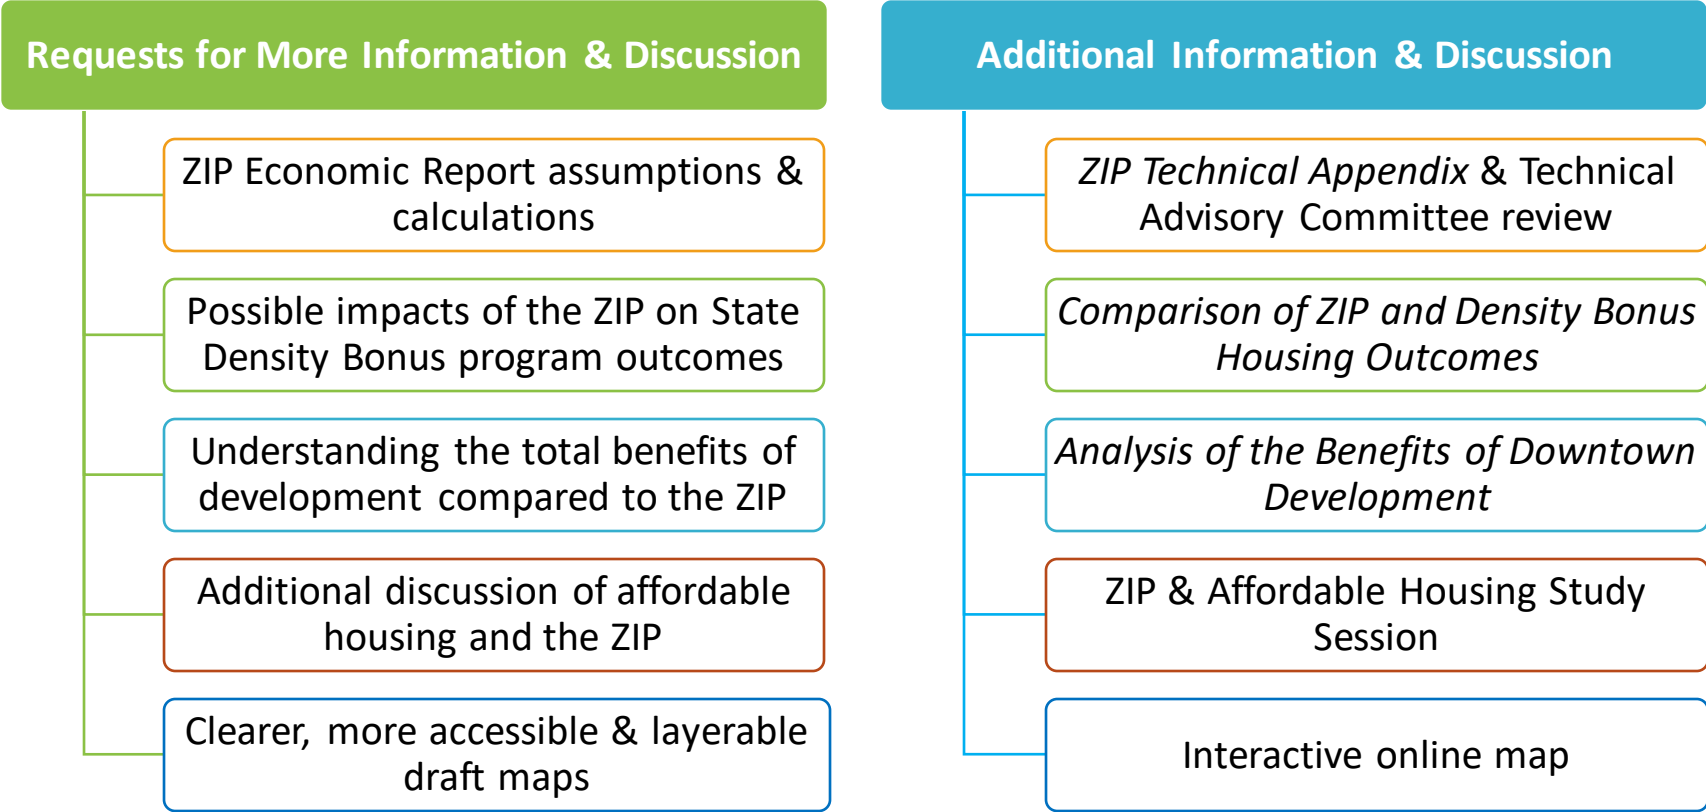 Requests for More Information & Discussion
ZIP Economic Report assumptions &
calculations
Possible impacts of the ZIP on State
Density Bonus program outcomes
Understanding the total benefits of
development compared to the ZIP
Additional discussion of affordable
housing and the ZIP
Clearer, more accessible & layerable
draft maps
Additional Information & Discussion
ZIP Technical Appendix & Technical
Advisory Committee review
Comparison of ZIP and Density Bonus
Housing Outcomes
Analysis of the Benefits of Downtown
Development
ZIP & Affordable Housing Study
Session
Interactive online map